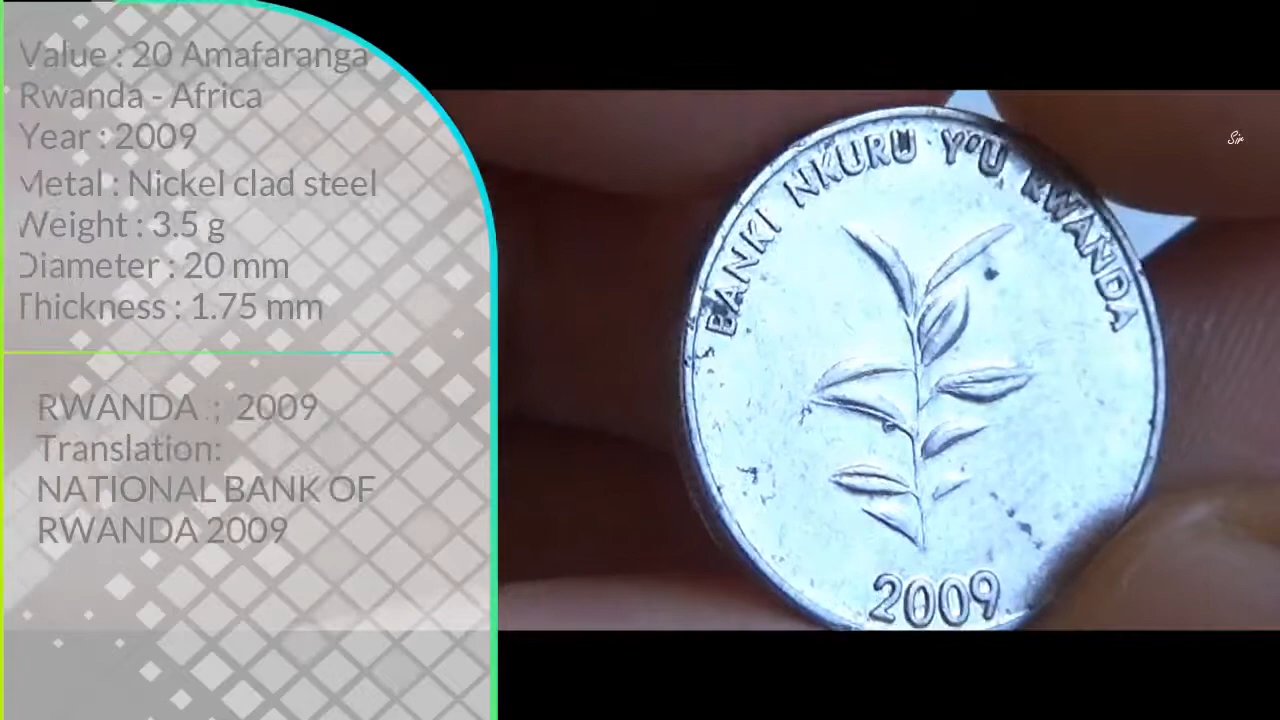 Value : 20 Amafaranga
Rwanda - Africa
Year : 2009
Metal : Nickel clad steel
Weight : 3.5 g
Diameter : 20 mm
Thickness : 1.75 mm
RWANDA ; 2009
Translation:
NATIONAL BANK OF
RWANDA 2009
BANKI NKURU Y'U RWANDA
2009
Sir